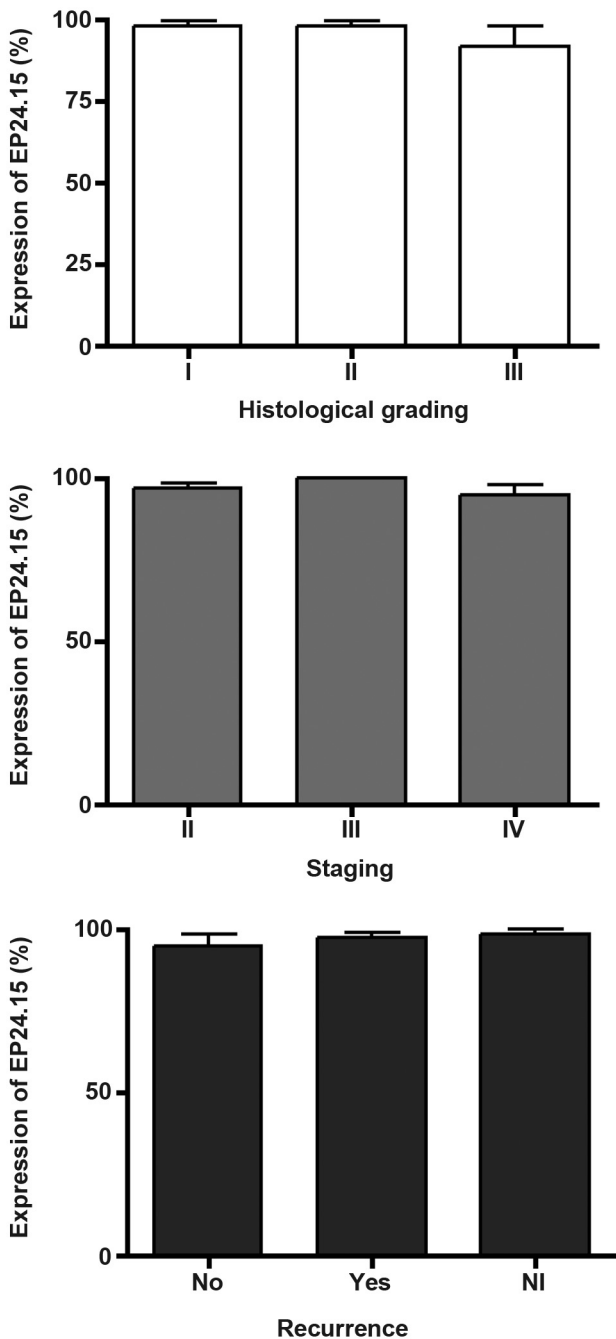 Expression of EP24.15 (%)
100
75
50
25
0
I II III
Histological grading
Expression of EP24.15 (%)
100
50
0
II III IV
Staging
Expression of EP24.15 (%)
100
50
0
No Yes NI
Recurrence